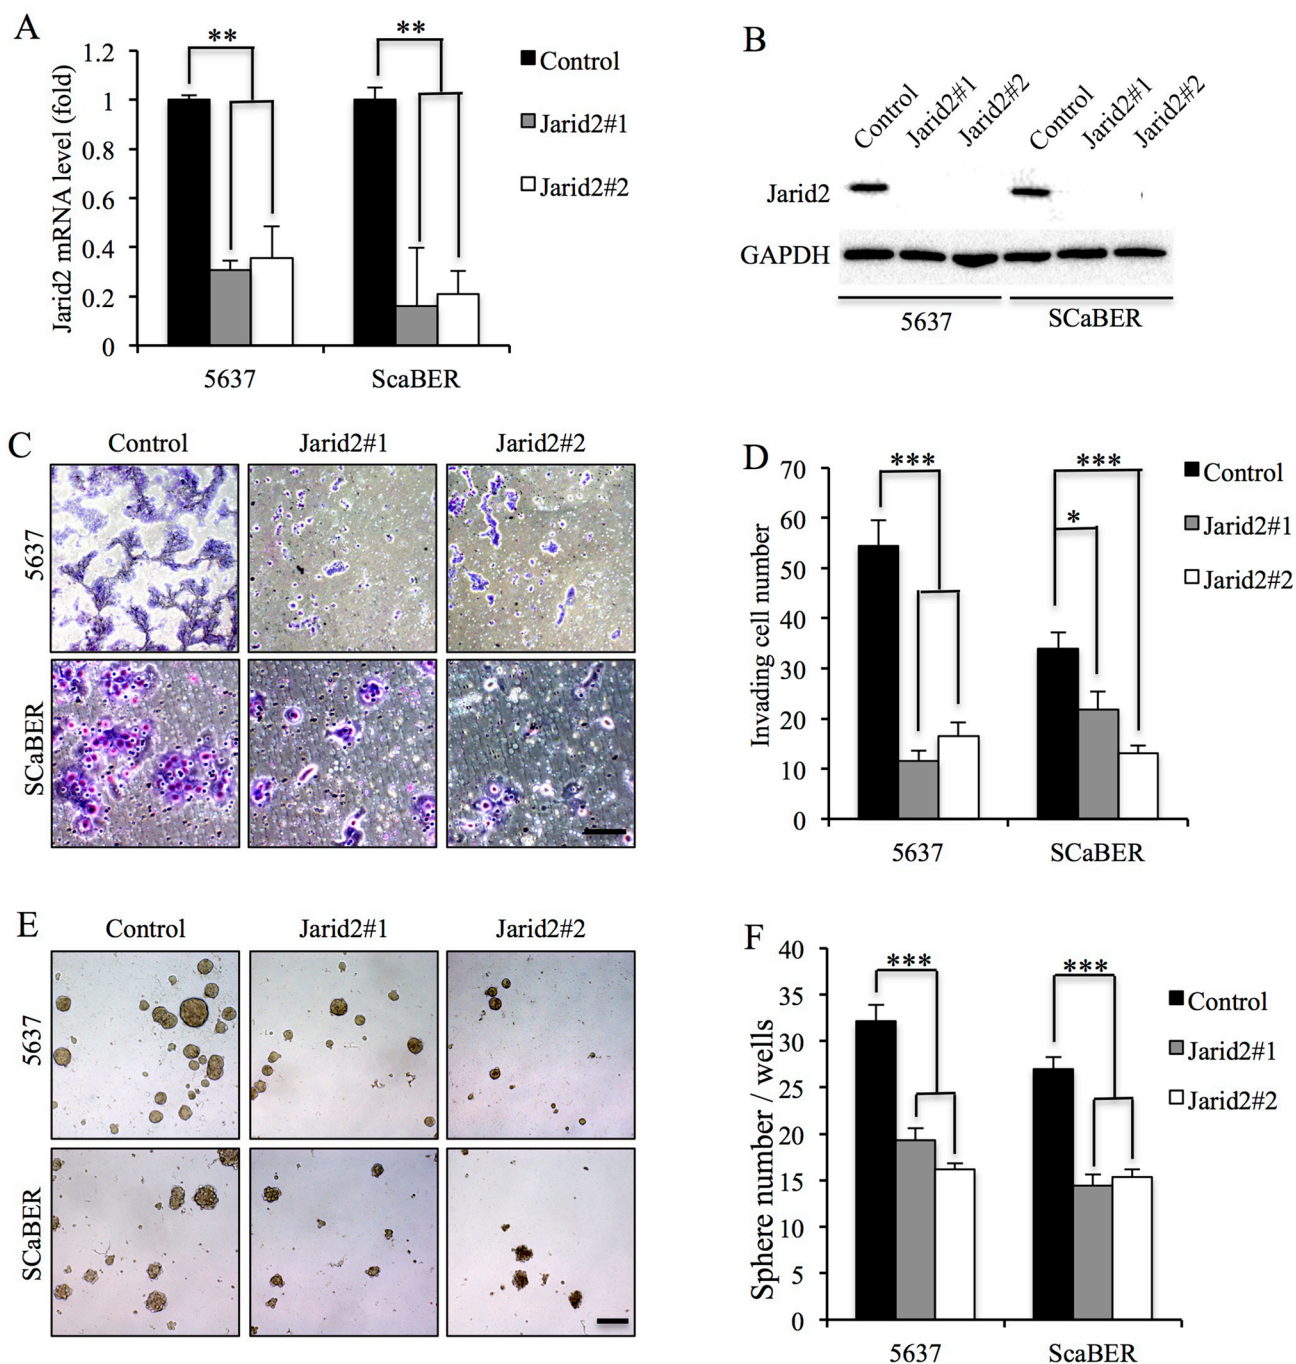 A
Jarid2 mRNA level (fold)
1.2
1
0.8
0.6
0.4
0.2
0
**
**
5637
ScaBER
Control
Jarid2#1
Jarid2#2
B
Control
Jarid2#1
Jarid2#2
Control
Jarid2#1
Jarid2#2
Jarid2
GAPDH
5637
SCaBER
C
Control
Jarid2#1
Jarid2#2
5637
SCaBER
D
Invading cell number
70
60
50
40
30
20
10
0
***
***
*
5637
SCaBER
Control
Jarid2#1
Jarid2#2
E
Control
Jarid2#1
Jarid2#2
5637
SCaBER
F
Sphere number / wells
40
35
30
25
20
15
10
5
0
***
***
5637
ScaBER
Control
Jarid2#1
Jarid2#2